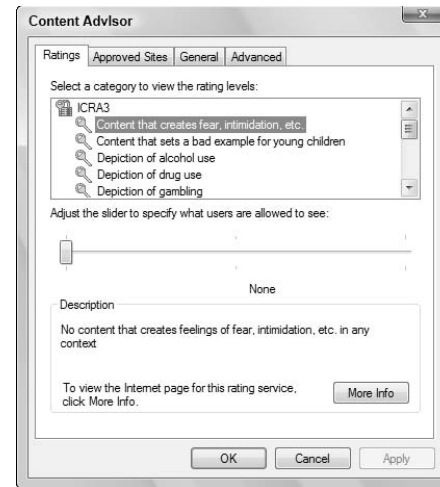 Content Advisor
Ratings Approved Sites General Advanced
Select a category to view the rating levels:
ICRA3
Content that creates fear, intimidation, etc.
Content that sets a bad example for young children
Depiction of alcohol use
Depiction of drug use
Depiction of gambling
Adjust the slider to specify what users are allowed to see:
None
Description
No content that creates feelings of fear, intimidation, etc. in any
context
To view the Internet page for this rating service,
click More Info.
More Info
OK Cancel Apply